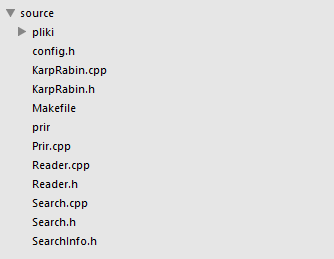 source
pliki
config.h
KarpRabin.cpp
KarpRabin.h
Makefile
prir
Prir.cpp
Reader.cpp
Reader.h
Search.cpp
Search.h
SearchInfo.h